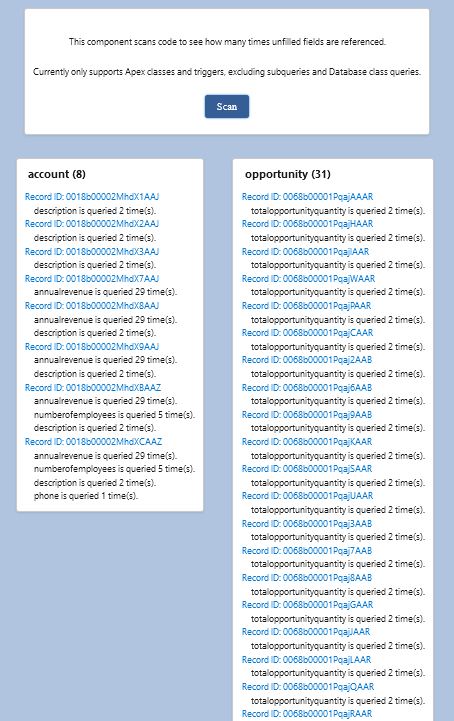 This component scans code to see how many times unfilled fields are referenced.
Currently only supports Apex classes and triggers, excluding subqueries and Database class queries.
Scan
account (8)
Record ID: 0018b00002MhdX1AAJ
description is queried 2 time(s).
Record ID: 0018b00002MhdX2AAJ
description is queried 2 time(s).
Record ID: 0018b00002MhdX3AAJ
description is queried 2 time(s).
Record ID: 0018b00002MhdX7AAJ
annualrevenue is queried 29 time(s).
Record ID: 0018b00002MhdX8AAJ
annualrevenue is queried 29 time(s).
description is queried 2 time(s).
Record ID: 0018b00002MhdX9AAJ
annualrevenue is queried 29 time(s).
description is queried 2 time(s).
Record ID: 0018b00002MhdXBAAZ
annualrevenue is queried 29 time(s).
numberofemployees is queried 5 time(s).
description is queried 2 time(s).
Record ID: 0018b00002MhdXCAAZ
annualrevenue is queried 29 time(s).
numberofemployees is queried 5 time(s).
description is queried 2 time(s).
phone is queried 1 time(s).
opportunity (31)
Record ID: 0068b00001PqajAAAR
totalopportunityquantity is queried 2 time(s).
Record ID: 0068b00001PqajHAAR
totalopportunityquantity is queried 2 time(s).
Record ID: 0068b00001PqajIAAR
totalopportunityquantity is queried 2 time(s).
Record ID: 0068b00001PqajWAAR
totalopportunityquantity is queried 2 time(s).
Record ID: 0068b00001PqajPAAR
totalopportunityquantity is queried 2 time(s).
Record ID: 0068b00001PqajCAAR
totalopportunityquantity is queried 2 time(s).
Record ID: 0068b00001Pqaj2AAB
totalopportunityquantity is queried 2 time(s).
Record ID: 0068b00001Pqaj6AAB
totalopportunityquantity is queried 2 time(s).
Record ID: 0068b00001Pqaj9AAB
totalopportunityquantity is queried 2 time(s).
Record ID: 0068b00001PqajKAAR
totalopportunityquantity is queried 2 time(s).
Record ID: 0068b00001PqajSAAR
totalopportunityquantity is queried 2 time(s).
Record ID: 0068b00001PqajUAAR
totalopportunityquantity is queried 2 time(s).
Record ID: 0068b00001Pqaj3AAB
totalopportunityquantity is queried 2 time(s).
Record ID: 0068b00001Pqaj7AAB
totalopportunityquantity is queried 2 time(s).
Record ID: 0068b00001Pqaj8AAB
totalopportunityquantity is queried 2 time(s).
Record ID: 0068b00001PqajGAAR
totalopportunityquantity is queried 2 time(s).
Record ID: 0068b00001PqajJAAR
totalopportunityquantity is queried 2 time(s).
Record ID: 0068b00001PqajLAAR
totalopportunityquantity is queried 2 time(s).
Record ID: 0068b00001PqajQAAR
totalopportunityquantity is queried 2 time(s).
Record ID: 0068b00001PqajRAAR